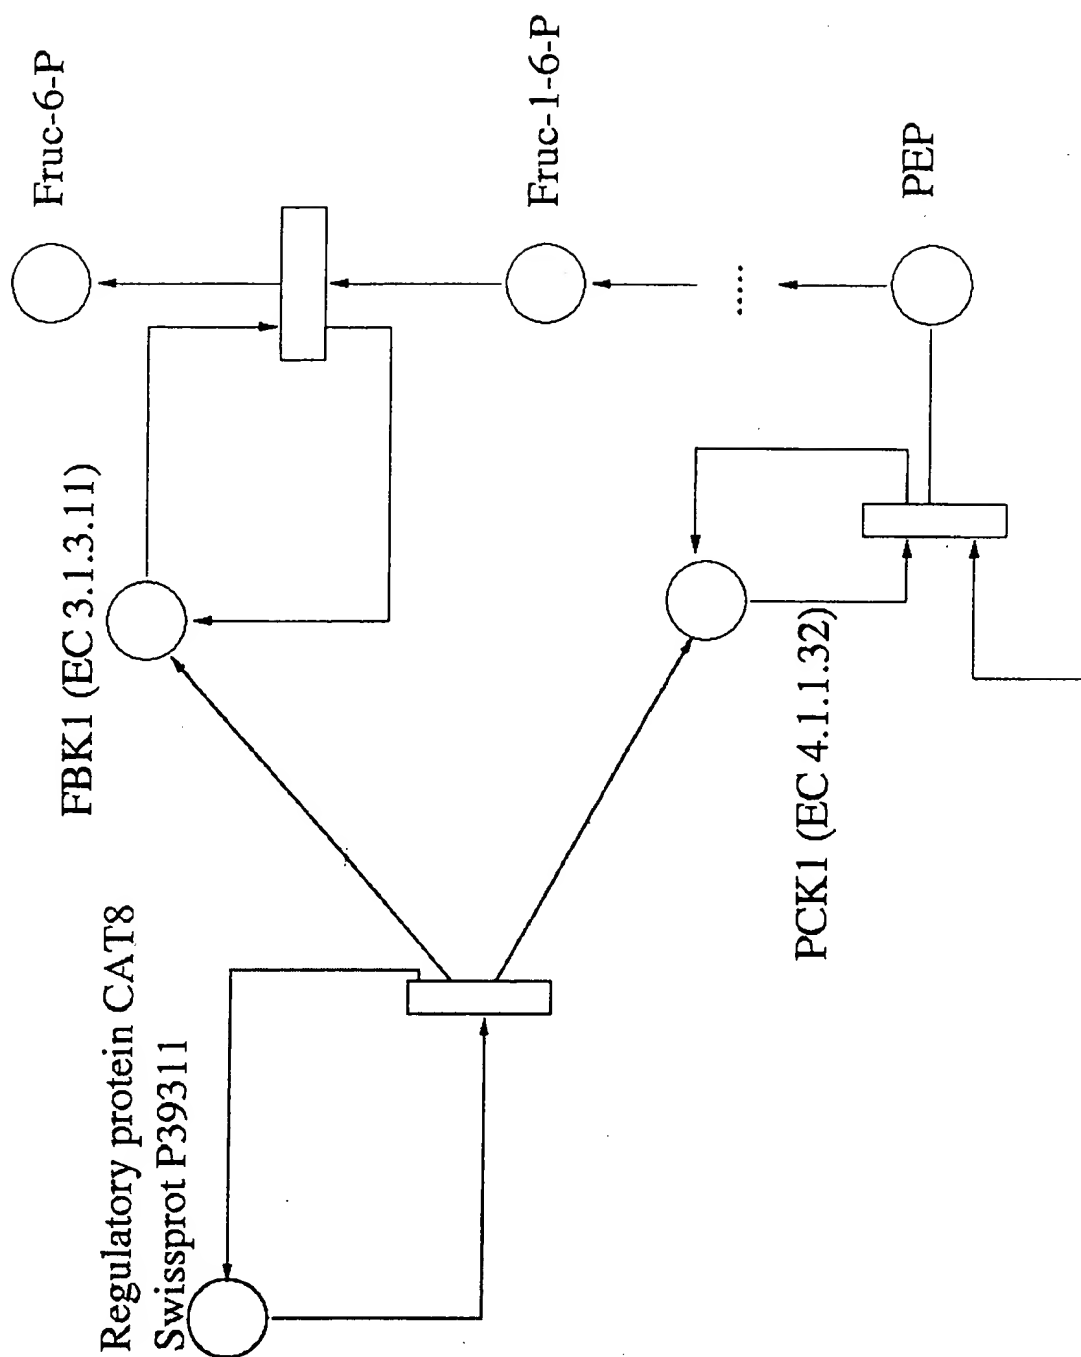 Regulatory protein CAT8
Swissprot P39311
FBK1 (EC 3.1.3.11)
PCK1 (EC 4.1.1.32)
Fruc-6-P
Fruc-1-6-P
.....
PEP